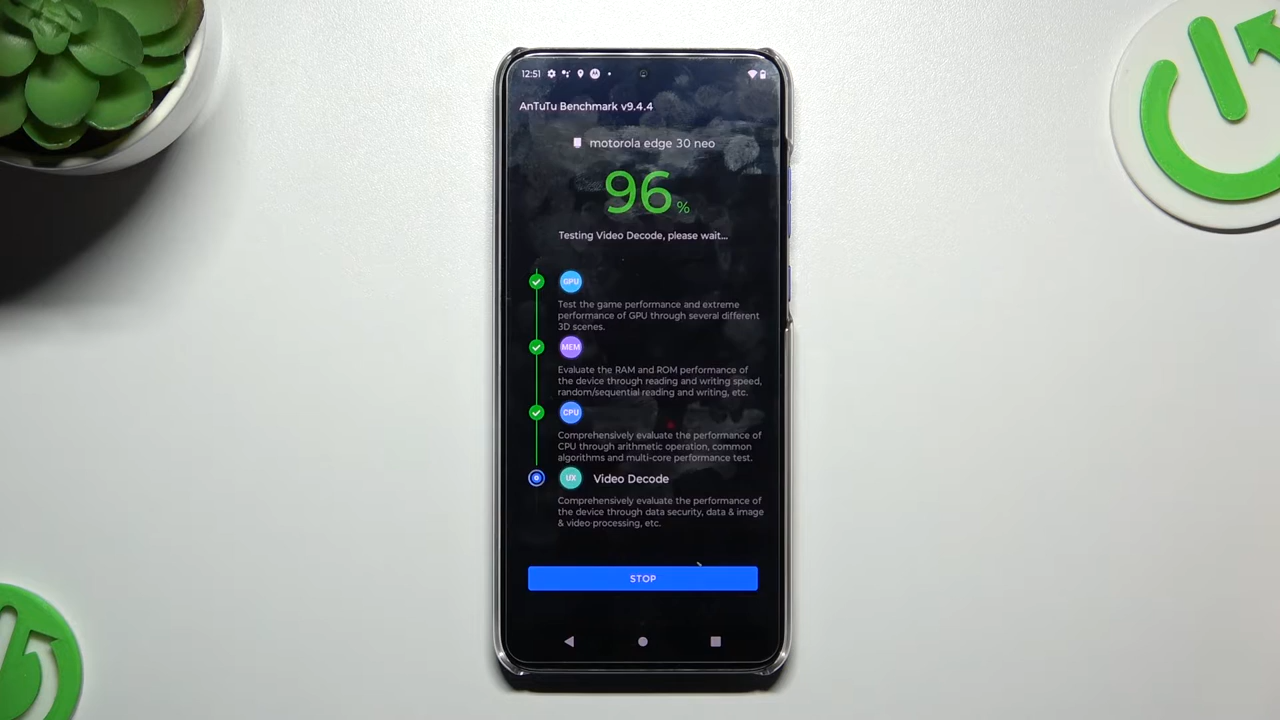 12:51
AnTuTu Benchmark v9.4.4
motorola edge 30 neo
96%
Testing Video Decode, please wait...
GPU
Test the game performance and extreme
performance of GPU through several different
3D scenes.
MEM
Evaluate the RAM and ROM performance of
the device through reading and writing speed,
random/sequential reading and writing, etc.
CPU
Comprehensively evaluate the performance of
CPU through arithmetic operation, common
algorithms and multi-core performance test.
UX Video Decode
Comprehensively evaluate the performance of
the device through data security, data & image
& video processing, etc.
STOP